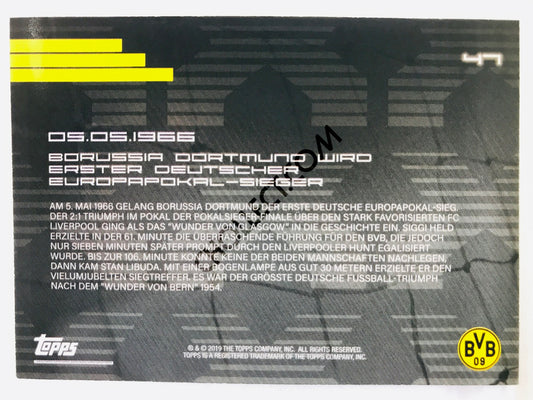 47
05.05.1966
BORUSSIA DORTMUND WIRD
ERSTER DEUTSCHER
EUROPAPOKAL-SIEGER
AM 5. MAI 1966 GELANG BORUSSIA DORTMUND DER ERSTE DEUTSCHE EUROPAPOKAL-SIEG.
DER 2:1 TRIUMPH IM POKAL DER POKALSIEGER-FINALE ÜBER DEN STARK FAVORISIERTEN FC
LIVERPOOL GING ALS DAS "WUNDER VON GLASGOW" IN DIE GESCHICHTE EIN. SIGGI HELD
ERZIELTE IN DER 61. MINUTE DIE ÜBERRASCHENDE FÜHRUNG FÜR DEN BVB, DIE JEDOCH
NUR SIEBEN MINUTEN SPÄTER PROMPT DURCH DEN LIVERPOOLER HUNT EGALISIERT
WURDE. BIS ZUR 106. MINUTE KONNTE KEINE DER BEIDEN MANNSCHAFTEN NACHLEGEN,
DANN KAM STAN LIBUDA. MIT EINER BOGENLAMPE AUS GUT 30 METERN ERZIELTE ER DEN
VIELUMJUBELTEN SIEGTREFFER. ES WAR DER GRÖSSTE DEUTSCHE FUSSBALL-TRIUMPH
NACH DEM "WUNDER VON BERN" 1954.
topps
® & © 2019 THE TOPPS COMPANY, INC. ALL RIGHTS RESERVED.
TOPPS IS A REGISTERED TRADEMARK OF THE TOPPS COMPANY, INC.
BVB
09